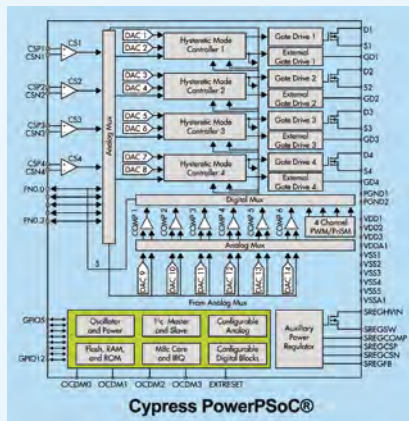 CSP1
CSN1
CS1
CSP2
CSN2
CS2
CSP3
CSN3
CS3
CSP4
CSN4
CS4
FN0.0
FN0.3
Analog Mux
DAC 1
DAC 2
Hysteretic Mode
Controller 1
DAC 3
DAC 4
Hysteretic Mode
Controller 2
DAC 5
DAC 6
Hysteretic Mode
Controller 3
DAC 7
DAC 8
Hysteretic Mode
Controller 4
Gate Drive 1
External
Gate Drive 1
Gate Drive 2
External
Gate Drive 2
Gate Drive 3
External
Gate Drive 3
Gate Drive 4
External
Gate Drive 4
D1
S1
GD1
D2
S2
GD2
D3
S3
GD3
D4
S4
GD4
PGND1
PGND2
Digital Mux
COMP 1
COMP 2
COMP 3
COMP 4
COMP 5
COMP 6
4 Channel
PWM/PrISM
VDD1
VDD2
VDD3
VDDA1
Analog Mux
5
DAC 9
DAC 10
DAC 11
DAC 12
DAC 13
DAC 14
VSS1
VSS2
VSS3
VSS4
VSS5
VSSA1
From Analog Mux
GPIO5
GPIO12
Oscillator
and Power
I²c Master
and Slave
Configurable
Analog
Flash, RAM,
and ROM
M8c Core
and IRQ
Configurable
Digital Blocks
Auxiliary
Power
Regulator
SREGHVIN
SREGSW
SREGCOMP
SREGCSP
SREGCSN
SREGFB
OCDM0
OCDM1
OCDM2
OCDM3
EXTRESET
Cypress PowerPSoC®